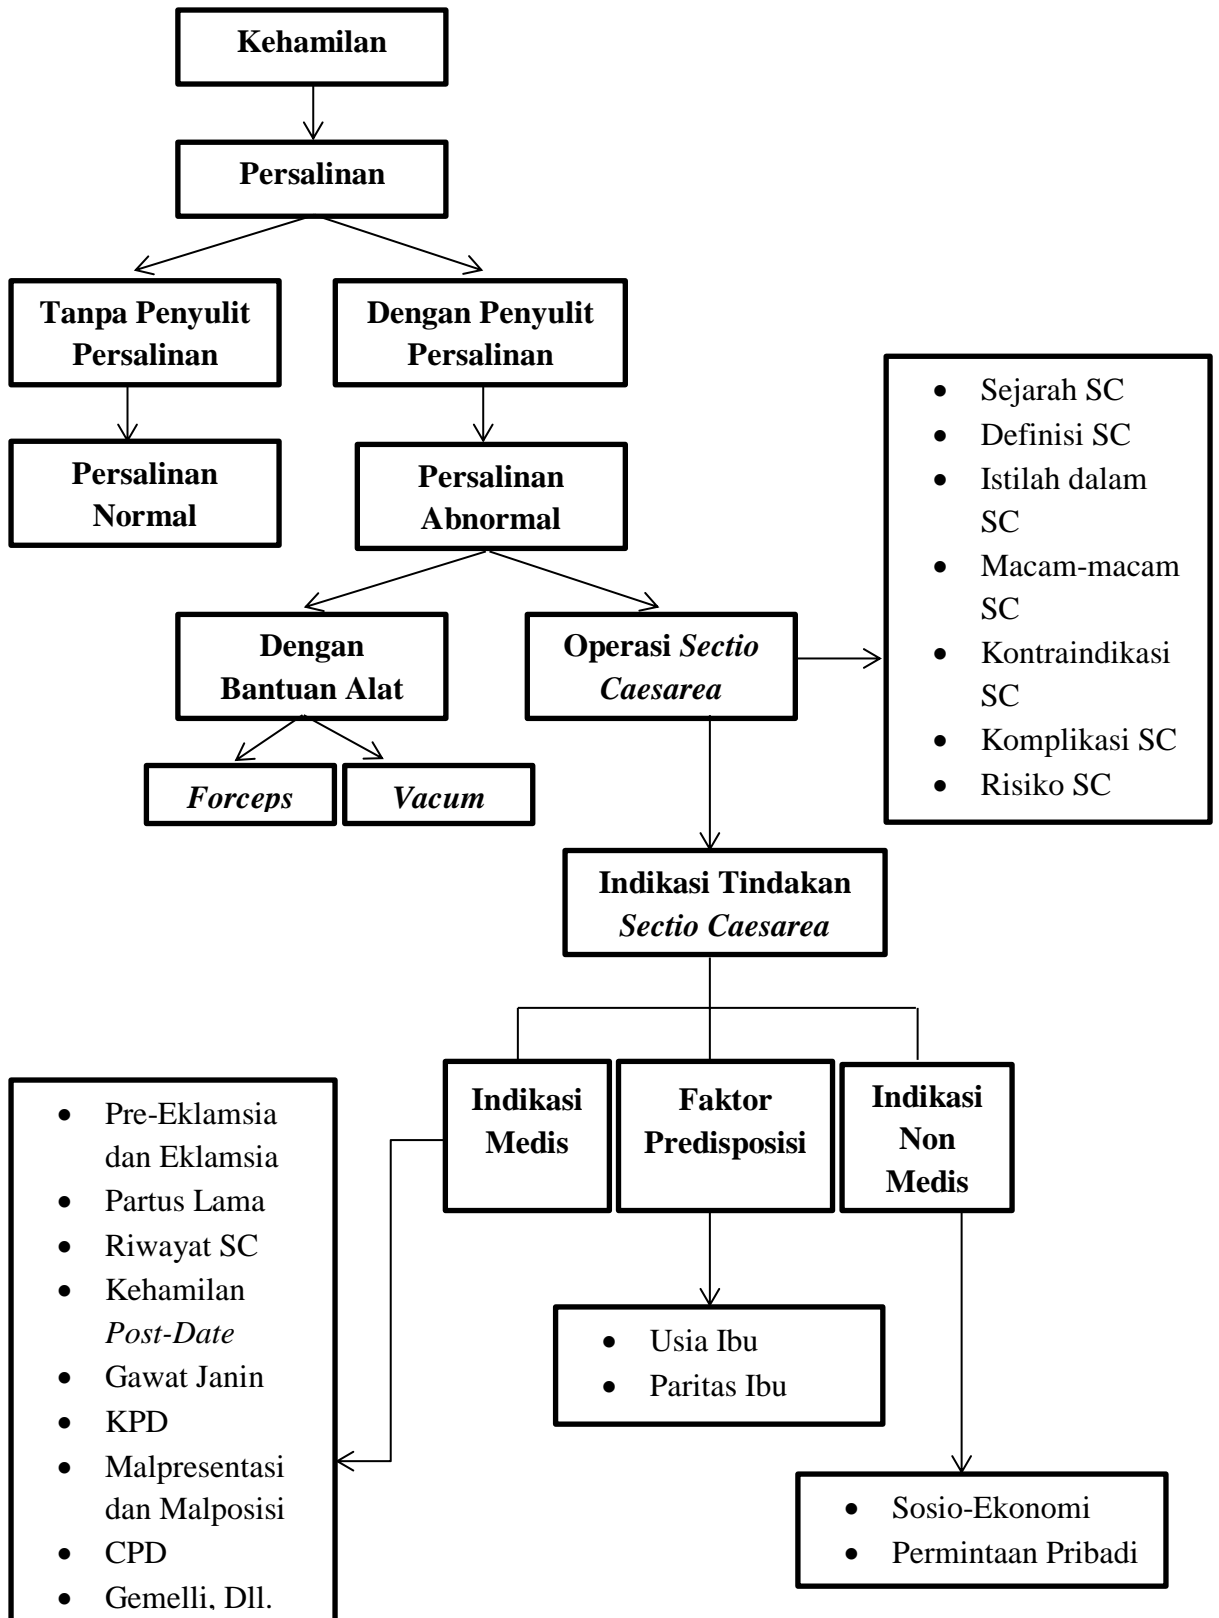 Kehamilan
Persalinan
Tanpa Penyulit
Persalinan
Dengan Penyulit
Persalinan
Persalinan
Normal
Persalinan
Abnormal
• Sejarah SC
• Definisi SC
• Istilah dalam
SC
• Macam-macam
SC
• Kontraindikasi
SC
• Komplikasi SC
• Risiko SC
Dengan
Bantuan Alat
Operasi Sectio
Caesarea
Forceps
Vacum
Indikasi Tindakan
Sectio Caesarea
Indikasi
Medis
Faktor
Predisposisi
Indikasi
Non
Medis
• Pre-Eklamsia
dan Eklamsia
• Partus Lama
• Riwayat SC
• Kehamilan
Post-Date
• Gawat Janin
• KPD
• Malpresentasi
dan Malposisi
• CPD
• Gemelli, Dll.
• Usia Ibu
• Paritas Ibu
• Sosio-Ekonomi
• Permintaan Pribadi